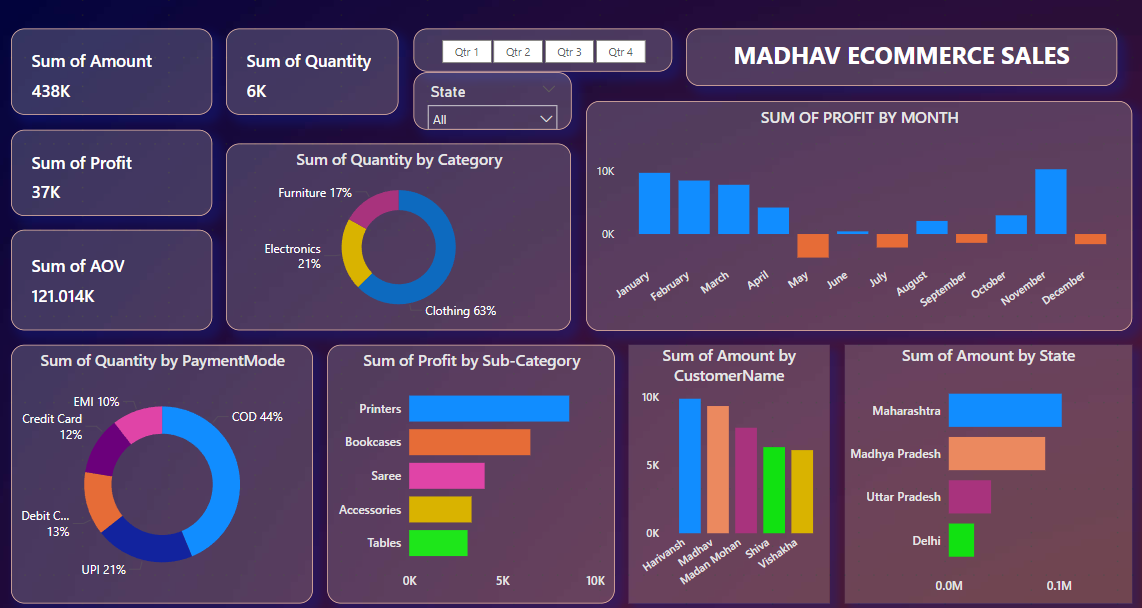 Sum of Amount
438K
Sum of Quantity
6K
Qtr 1
Qtr 2
Qtr 3
Qtr 4
State
All
MADHAV ECOMMERCE SALES
Sum of Profit
37K
Sum of AOV
121.014K
Sum of Quantity by Category
Furniture 17%
Electronics
21%
Clothing 63%
SUM OF PROFIT BY MONTH
10K
0K
January
February
March
April
May
June
July
August
September
October
November
December
Sum of Quantity by PaymentMode
EMI 10%
Credit Card
12%
Debit C...
13%
UPI 21%
COD 44%
Sum of Profit by Sub-Category
Printers
Bookcases
Saree
Accessories
Tables
0K
5K
10K
Sum of Amount by
CustomerName
10K
5K
0K
Harivansh
Madhav
Madan Mohan
Shiva
Vishakha
Sum of Amount by State
Maharashtra
Madhya Pradesh
Uttar Pradesh
Delhi
0.0M
0.1M